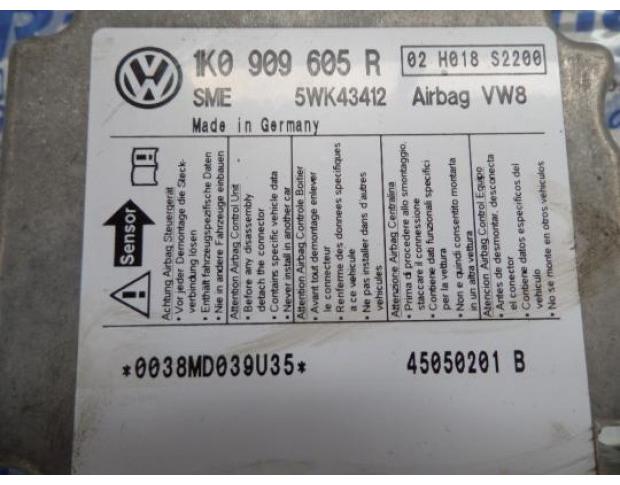 1K0 909 605 R
02 H018 S2200
SME 5WK43412 Airbag VW8
Made in Germany
Sensor
Achtung Airbag Steuergerät
• Vor jeder Demontage die Steck-
verbindung lösen
• Enthält fahrzeugspezifische Daten
• Nie in andere Fahrzeuge einbauen
Attention Airbag Control Unit
• Before any disassembly
detach the connector
• Contains specific vehicle data
• Never install in another car
Attention Airbag Controle Boitier
• Avant tout demontage enlever
le connecteur
• Renferme des donnees specifiques
a ce vehicule
• Ne pas installer dans d'autres
vehicules
Attenzione Airbag Centralina
• Prima di procedere allo smontaggio,
staccare il connessione
• Contiene dati funzionali specifici
per la vettura
• Non e quindi consentito montarla
in un altra vettura
Atencion Airbag Control Equipo
• Antes de desmontar, desconecta
el conector
• Contiene datos especificos del
vehiculo
• No se monte en otros vehiculos
*0038MD039U35*
45050201 B